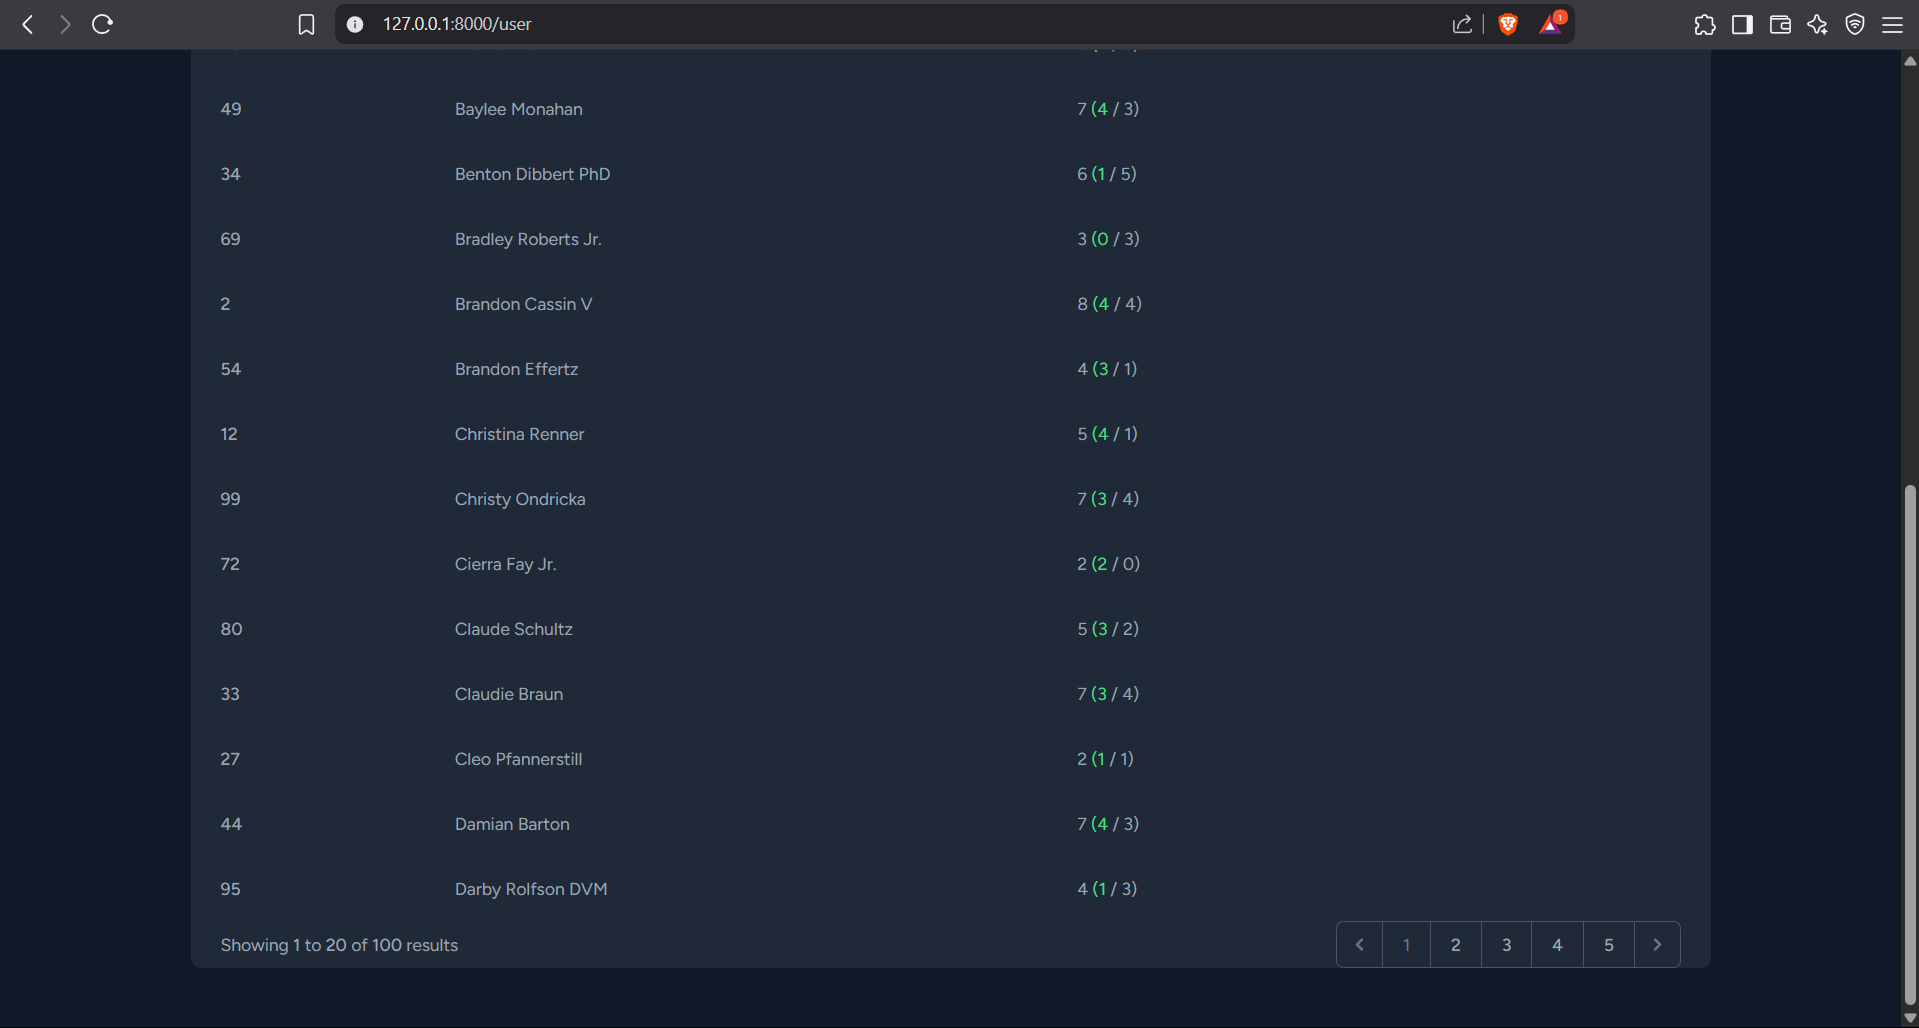 127.0.0.1:8000/user
1
49 Baylee Monahan 7 (4 / 3)
34 Benton Dibbert PhD 6 (1 / 5)
69 Bradley Roberts Jr. 3 (0 / 3)
2 Brandon Cassin V 8 (4 / 4)
54 Brandon Effertz 4 (3 / 1)
12 Christina Renner 5 (4 / 1)
99 Christy Ondricka 7 (3 / 4)
72 Cierra Fay Jr. 2 (2 / 0)
80 Claude Schultz 5 (3 / 2)
33 Claudie Braun 7 (3 / 4)
27 Cleo Pfannerstill 2 (1 / 1)
44 Damian Barton 7 (4 / 3)
95 Darby Rolfson DVM 4 (1 / 3)
Showing 1 to 20 of 100 results 1 2 3 4 5